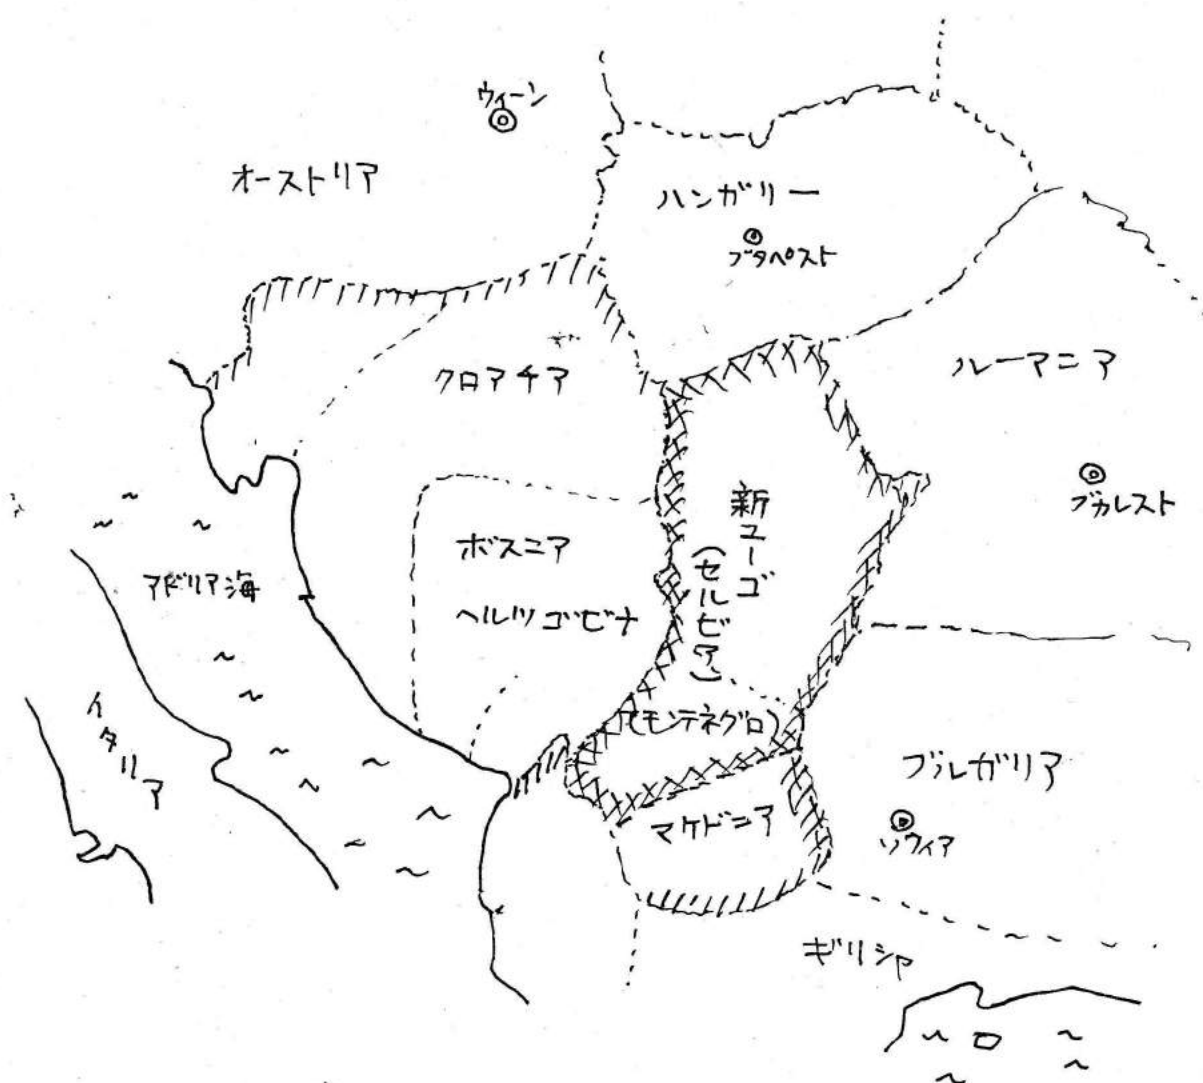 ウィーン
オーストリア
ハンガリー
ブタペスト
クロアチア
ルーマニア
ブカレスト
新ユーゴ
(セルビア)
ボスニア
ヘルツゴビナ
アドリア海
イタリア
(モンテネグロ)
マケドニア
ブルガリア
ソフィア
ギリシャ